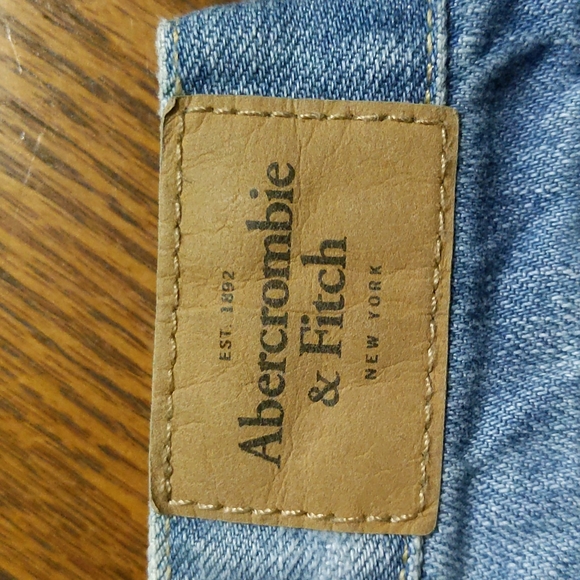 EST. 1892
Abercrombie
& Fitch
NEW YORK